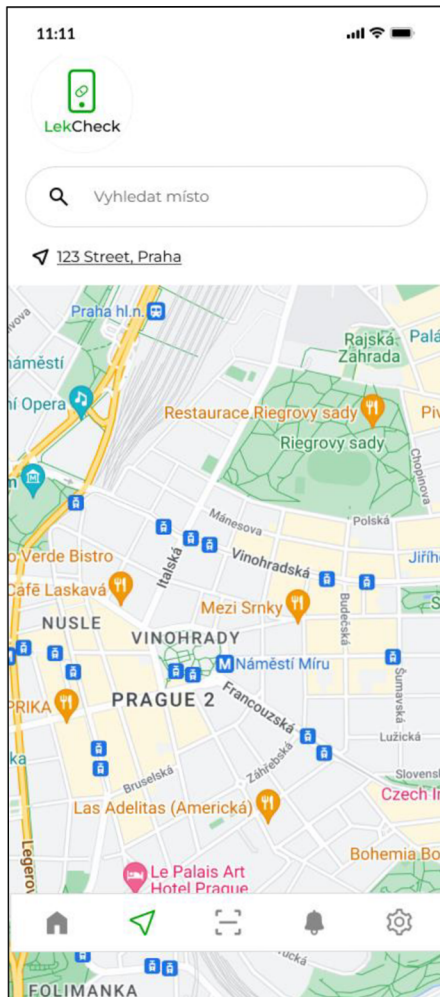 11:11
LekCheck
Vyhledat místo
123 Street, Praha
Praha hl.n.
Rajská
Zahrada
Opera
Restaurace Riegrovy sady
Riegrovy sady
Chopinova
Mánesova
Polská
Verde Bistro
Italská
Vinohradská
Café Laskavá
Mezi Srnky
Budečská
NUSLE
VINOHRADY
M
Náměstí Míru
PRAGUE 2
Francouzská
Šumavská
Lužická
Záhřebská
Bruselská
Las Adelitas (Americká)
Le Palais Art
Hotel Prague
FOLIMANKA